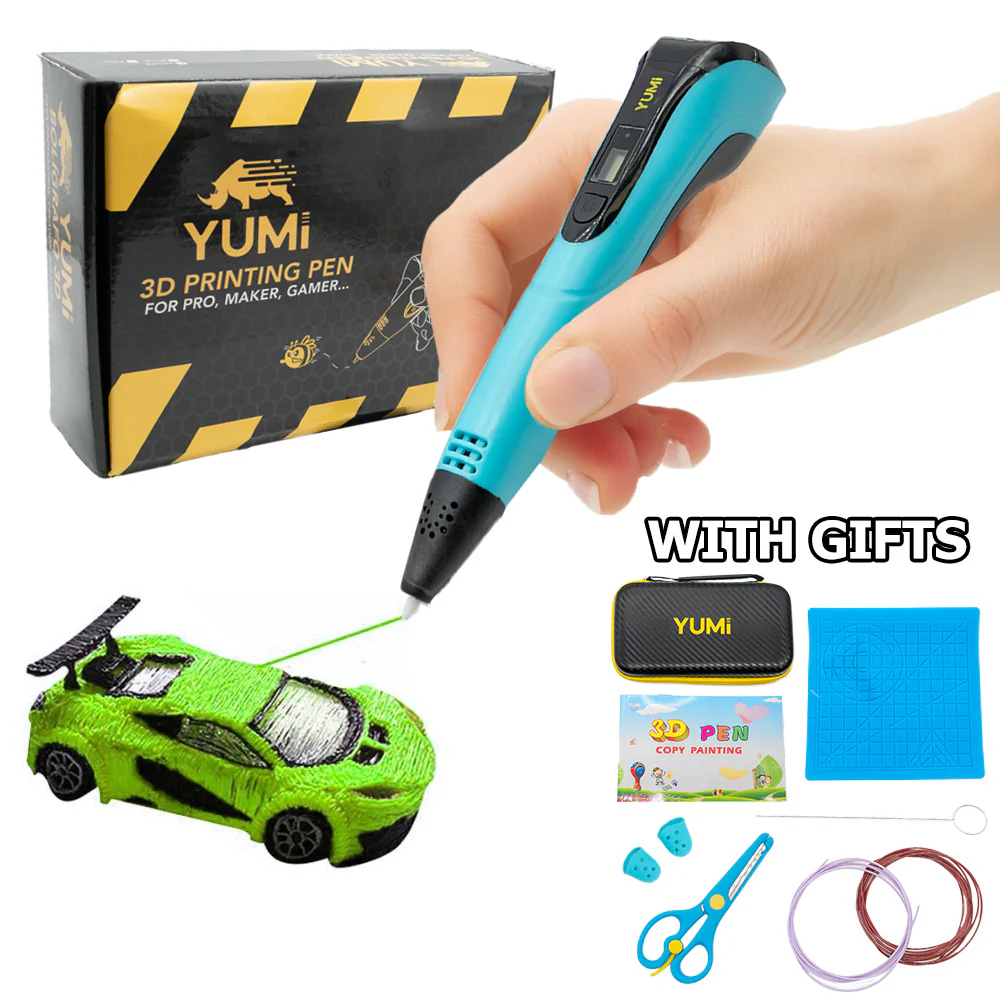 YUMi
3D PRINTING PEN
FOR PRO, MAKER, GAMER...
YUMi
YUMi
WITH GIFTS
YUMi
3D PEN
COPY PAINTING